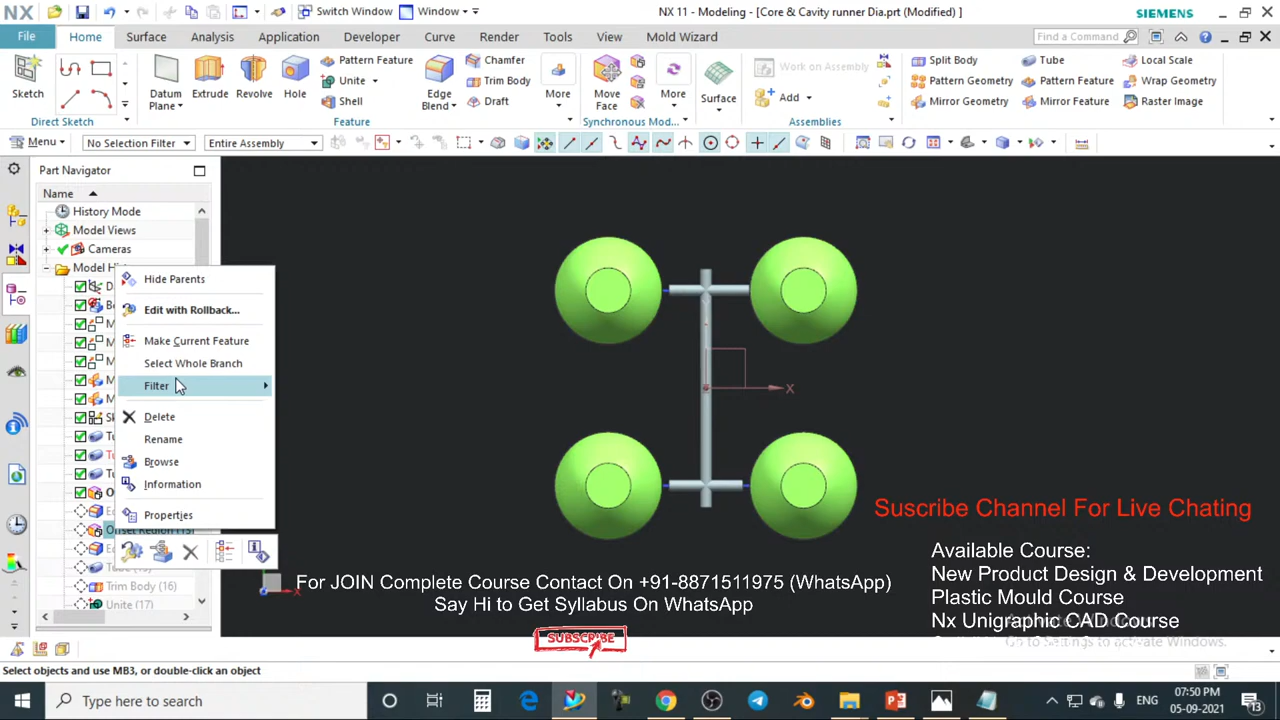 NX Switch Window Window NX 11 - Modeling - [Core & Cavity runner Dia.prt (Modified) ] SIEMENS
File Home Surface Analysis Application Developer Curve Render Tools View Mold Wizard Find a Command
Sketch
Direct Sketch
Datum Plane
Extrude
Revolve
Hole
Pattern Feature
Unite
Shell
Edge Blend
Chamfer
Trim Body
Draft
More
Feature
Move Face
More
Synchronous Mod...
Surface
Work on Assembly
Add
Assemblies
Split Body
Pattern Geometry
Mirror Geometry
Tube
Pattern Feature
Mirror Feature
Local Scale
Wrap Geometry
Raster Image
Menu No Selection Filter Entire Assembly
Part Navigator
Name
History Mode
Model Views
Cameras
Hide Parents
Edit with Rollback...
Make Current Feature
Select Whole Branch
Filter
Delete
Rename
Browse
Information
Properties
Trim Body (16)
Unite (17)
X
Suscribe Channel For Live Chating
Available Course:
New Product Design & Development
Plastic Mould Course
Nx Unigraphic CAD Course
Go to Settings to activate Windows.
For JOIN Complete Course Contact On +91-8871511975 (WhatsApp)
Say Hi to Get Syllabus On WhatsApp
SUBSCRIBE
Select objects and use MB3, or double-click an object
Type here to search
ENG
07:50 PM
05-09-2021
13